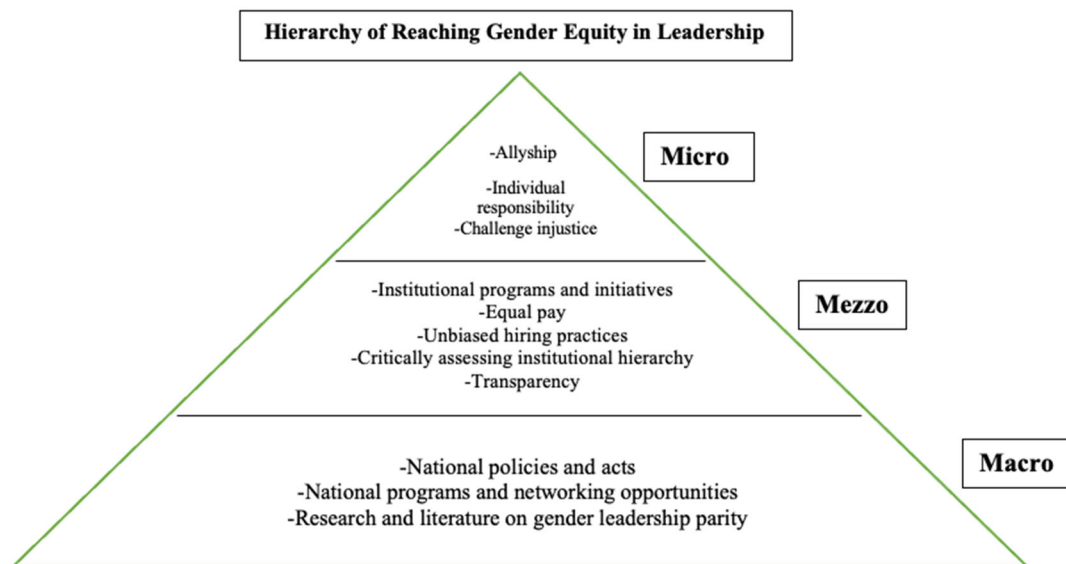 Hierarchy of Reaching Gender Equity in Leadership
-Allyship
Micro
-Individual
responsibility
-Challenge injustice
-Institutional programs and initiatives
-Equal pay
Mezzo
-Unbiased hiring practices
-Critically assessing institutional hierarchy
-Transparency
-National policies and acts
Macro
-National programs and networking opportunities
-Research and literature on gender leadership parity